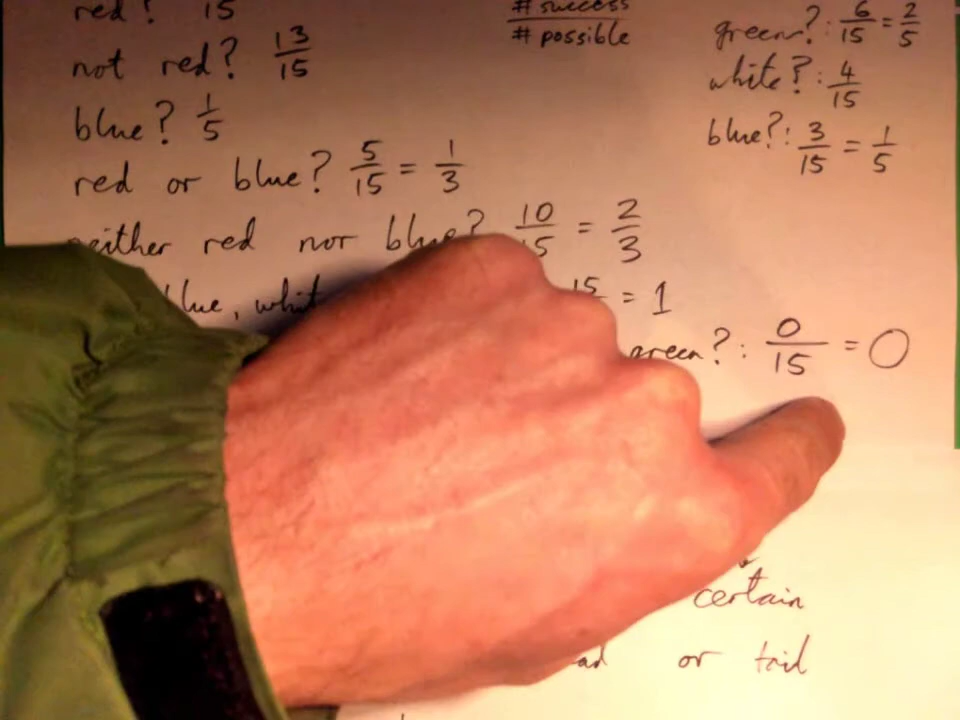 red? 15
not red? 13/15
blue? 1/5
red or blue? 5/15 = 1/3
neither red nor blue? 10/15 = 2/3
blue, white = 1
green?: 0/15 = 0
certain
or tail
# success
# possible
green?: 6/15 = 2/5
white?: 4/15
blue?: 3/15 = 1/5